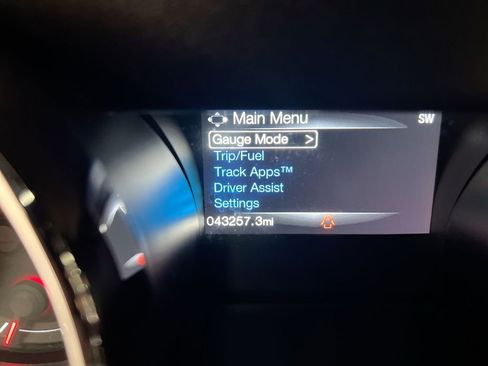 Main Menu
SW
Gauge Mode >
Trip/Fuel
Track Apps™
Driver Assist
Settings
043257.3mi